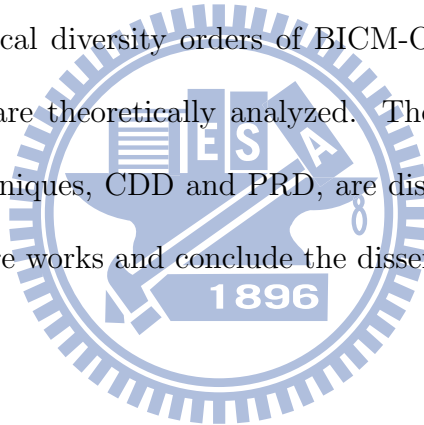 cal diversity orders of BICM-O
are theoretically analyzed. The
niques, CDD and PRD, are dis
re works and conclude the disser
E S A
1896